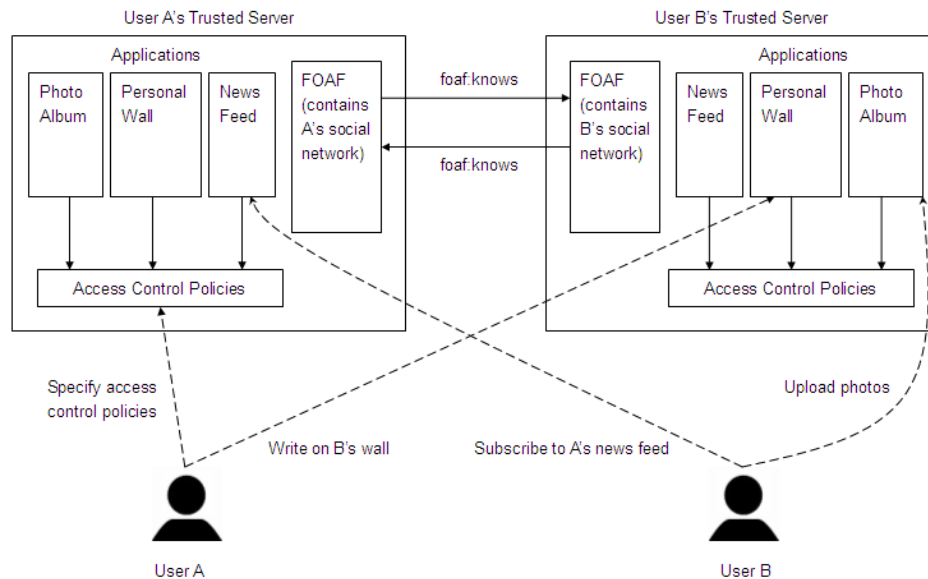 User A's Trusted Server
User B's Trusted Server
Applications
Photo
Album
Personal
Wall
News
Feed
FOAF
(contains
A's social
network)
foaf:knows
foaf:knows
FOAF
(contains
B's social
network)
Applications
News
Feed
Personal
Wall
Photo
Album
Access Control Policies
Access Control Policies
Specify access
control policies
Write on B's wall
Subscribe to A's news feed
Upload photos
User A
User B